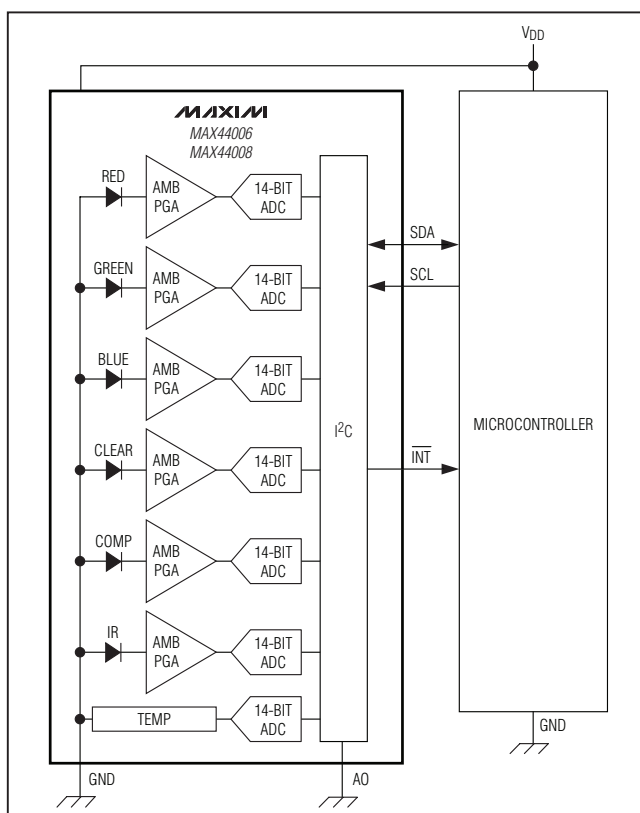 VDD
MAXIM
MAX44006
MAX44008
RED
AMB
PGA
14-BIT
ADC
GREEN
AMB
PGA
14-BIT
ADC
BLUE
AMB
PGA
14-BIT
ADC
CLEAR
AMB
PGA
14-BIT
ADC
COMP
AMB
PGA
14-BIT
ADC
IR
AMB
PGA
14-BIT
ADC
TEMP
14-BIT
ADC
I²C
SDA
SCL
INT
MICROCONTROLLER
GND
AO
GND